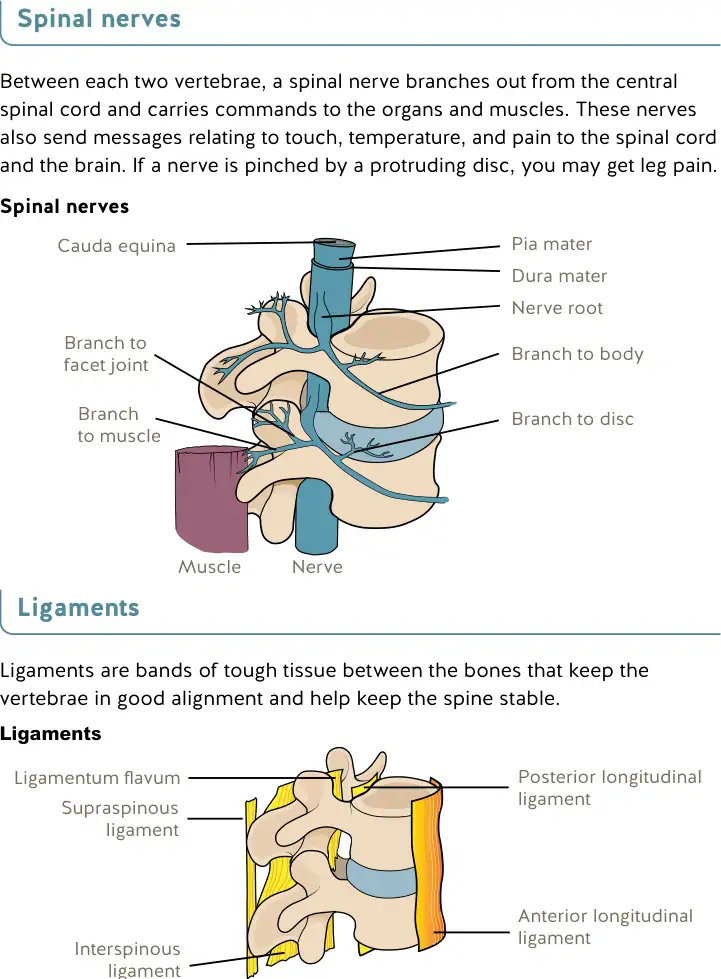 Spinal nerves
Between each two vertebrae, a spinal nerve branches out from the central
spinal cord and carries commands to the organs and muscles. These nerves
also send messages relating to touch, temperature, and pain to the spinal cord
and the brain. If a nerve is pinched by a protruding disc, you may get leg pain.
Spinal nerves
Cauda equina
Pia mater
Dura mater
Nerve root
Branch to
facet joint
Branch to body
Branch
to muscle
Branch to disc
Muscle
Nerve
Ligaments
Ligaments are bands of tough tissue between the bones that keep the
vertebrae in good alignment and help keep the spine stable.
Ligaments
Ligamentum flavum
Posterior longitudinal
ligament
Supraspinous
ligament
Anterior longitudinal
ligament
Interspinous
ligament